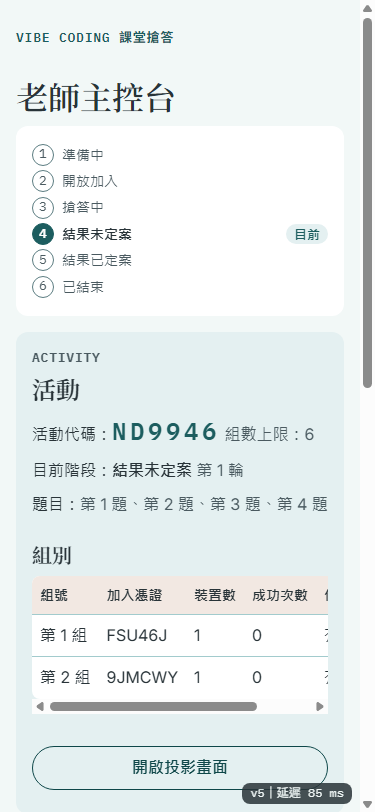 VIBE CODING 課堂搶答
老師主控台
1 準備中
2 開放加入
3 搶答中
4 結果未定案 目前
5 結果已定案
6 已結束
ACTIVITY
活動
活動代碼：ND9946 組數上限：6
目前階段：結果未定案 第 1 輪
題目：第 1 題、第 2 題、第 3 題、第 4 題
組別
組號 加入憑證 裝置數 成功次數
第 1 組 FSU46J 1 0
第 2 組 9JMCWY 1 0
開啟投影畫面
v5｜延遲 85 ms